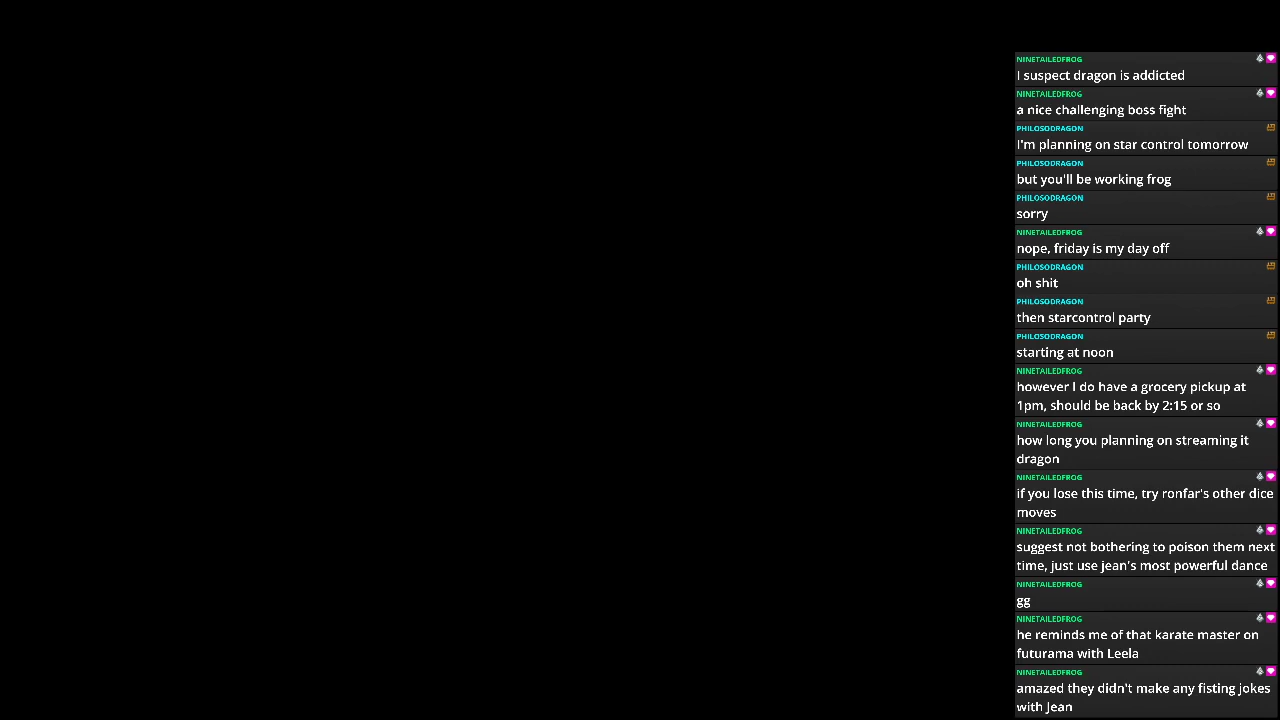 NINETAILEDFROG
I suspect dragon is addicted
NINETAILEDFROG
a nice challenging boss fight
PHILOSODRAGON
I'm planning on star control tomorrow
PHILOSODRAGON
but you'll be working frog
PHILOSODRAGON
sorry
NINETAILEDFROG
nope, friday is my day off
PHILOSODRAGON
oh shit
PHILOSODRAGON
then starcontrol party
PHILOSODRAGON
starting at noon
NINETAILEDFROG
however I do have a grocery pickup at
1pm, should be back by 2:15 or so
NINETAILEDFROG
how long you planning on streaming it
dragon
NINETAILEDFROG
if you lose this time, try ronfar's other dice
moves
NINETAILEDFROG
suggest not bothering to poison them next
time, just use jean's most powerful dance
NINETAILEDFROG
gg
NINETAILEDFROG
he reminds me of that karate master on
futurama with Leela
NINETAILEDFROG
amazed they didn't make any fisting jokes
with Jean